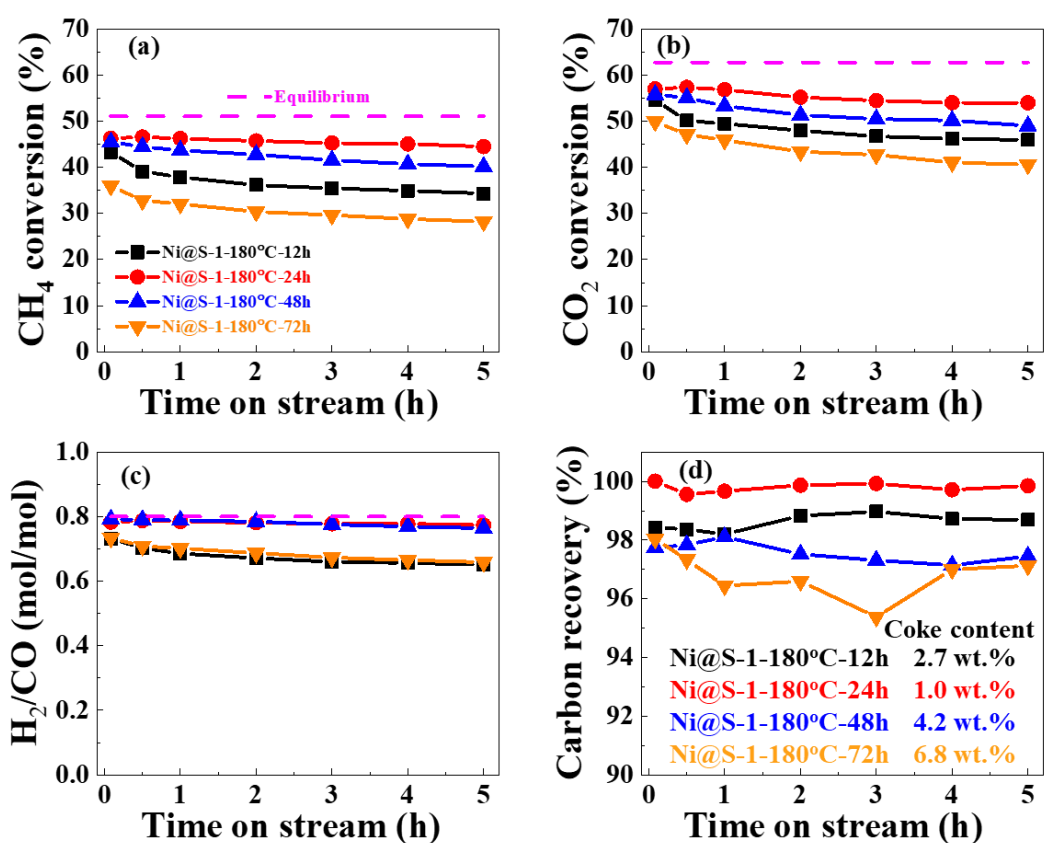 (a)
CH4 conversion (%)
70
60
50
40
30
20
10
0
Equilibrium
Ni@S-1-180°C-12h
Ni@S-1-180°C-24h
Ni@S-1-180°C-48h
Ni@S-1-180°C-72h
0 1 2 3 4 5
Time on stream (h)
(b)
CO2 conversion (%)
70
60
50
40
30
20
10
0
0 1 2 3 4 5
Time on stream (h)
(c)
H2/CO (mol/mol)
1.0
0.8
0.6
0.4
0.2
0.0
0 1 2 3 4 5
Time on stream (h)
(d)
Carbon recovery (%)
100
98
96
94
92
90
Coke content
Ni@S-1-180°C-12h 2.7 wt.%
Ni@S-1-180°C-24h 1.0 wt.%
Ni@S-1-180°C-48h 4.2 wt.%
Ni@S-1-180°C-72h 6.8 wt.%
0 1 2 3 4 5
Time on stream (h)